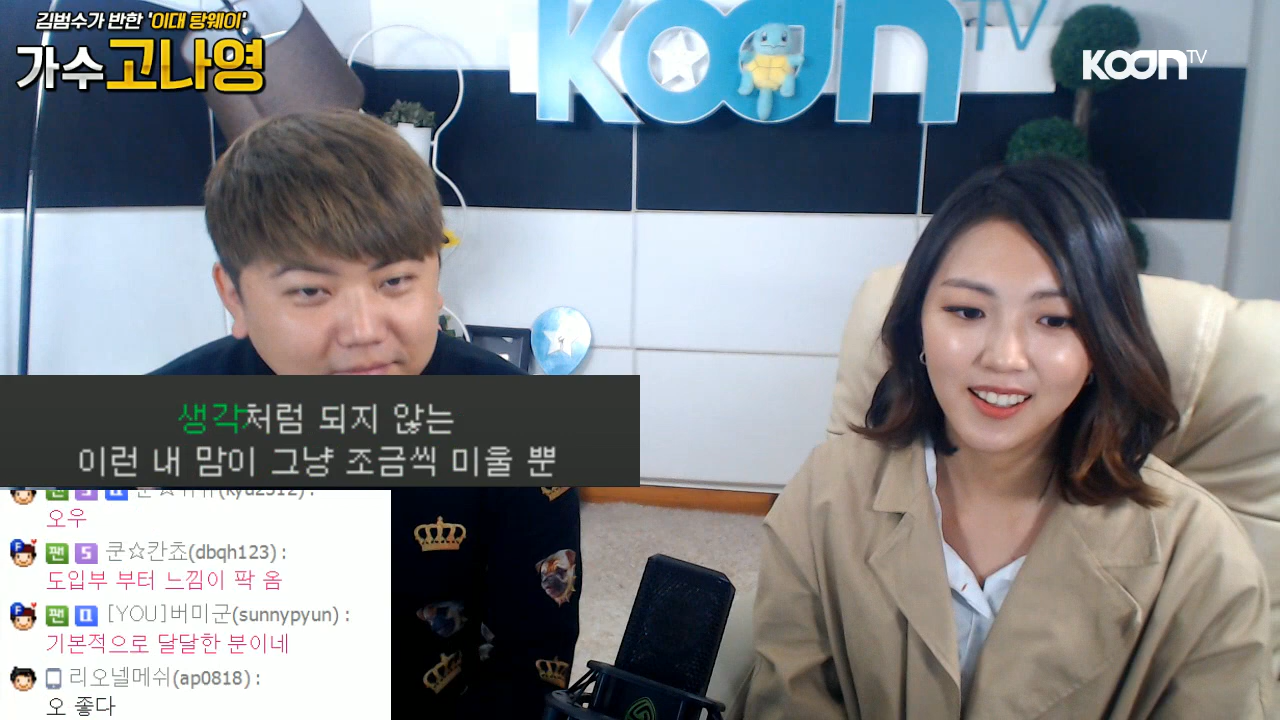 김범수가 반한 '이대 탕웨이'
가수 고나영
KOON TV
KOON TV
생각처럼 되지 않는
이런 내 맘이 그냥 조금씩 미울 뿐
오우
팬 S 쿤☆칸쵸(dbqh123) :
도입부 부터 느낌이 팍 옴
팬 [YOU]버미군(sunnypyun) :
기본적으로 달달한 분이네
리오넬메쉬(ap0818) :
오 좋다